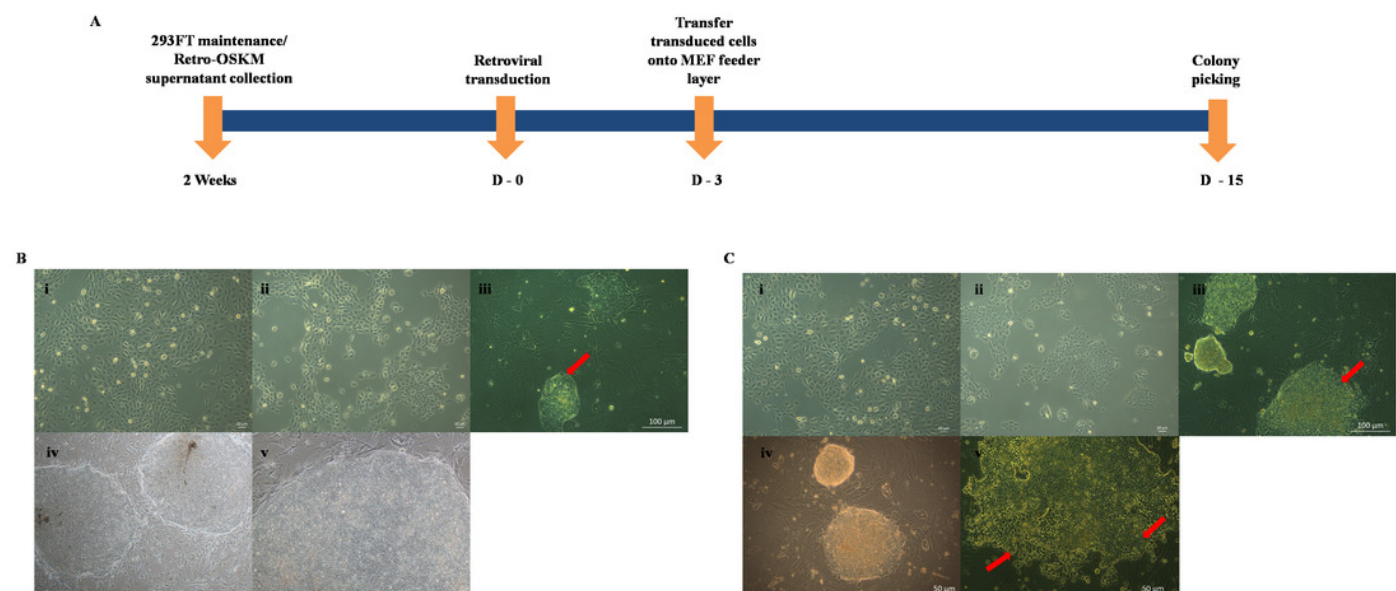 A
293FT maintenance/
Retro-OSKM
supernatant collection
Retroviral
transduction
Transfer
transduced cells
onto MEF feeder
layer
Colony
picking
2 Weeks
D - 0
D - 3
D - 15
B
i
ii
iii
100 µm
iv
v
C
i
ii
iii
100 µm
iv
50 µm
v
50 µm